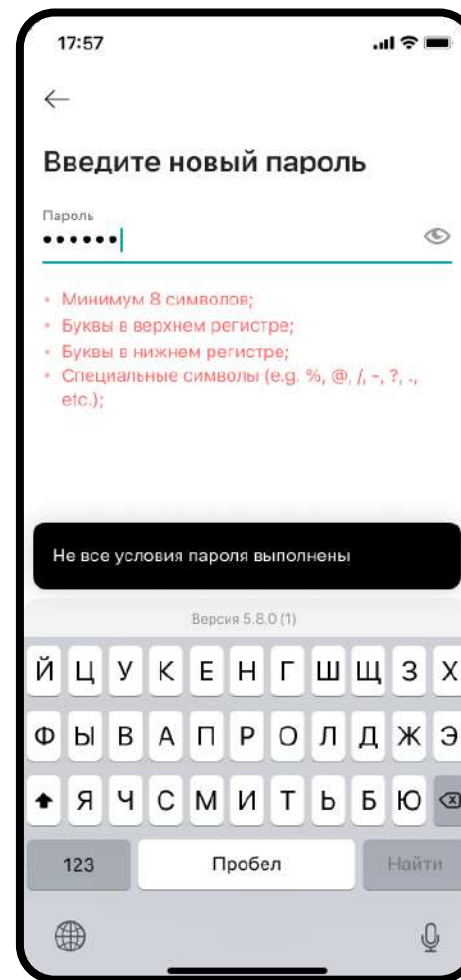 17:57
Введите новый пароль
Пароль
••••••
• Минимум 8 символов;
• Буквы в верхнем регистре;
• Буквы в нижнем регистре;
• Специальные символы (e.g. %, @, /, -, ?, .,
etc.);
Не все условия пароля выполнены
Версия 5.8.0 (1)
Й Ц У К Е Н Г Ш Щ З Х
Ф Ы В А П Р О Л Д Ж Э
Я Ч С М И Т Ь Б Ю
123 Пробел Найти